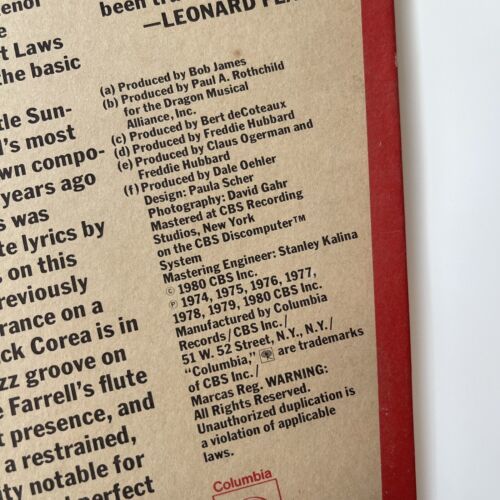 been tru
—LEONARD FEA
enor
e
t Laws
the basic
tle Sun-
l's most
wn compo-
years ago
s was
te lyrics by
on this
reviously
rance on a
ck Corea is in
zz groove on
e Farrell's flute
t presence, and
a restrained,
ity notable for
d perfect
(a) Produced by Bob James
(b) Produced by Paul A. Rothchild
for the Dragon Musical
Alliance, Inc.
(c) Produced by Bert deCoteaux
(d) Produced by Freddie Hubbard
(e) Produced by Claus Ogerman and
Freddie Hubbard
(f) Produced by Dale Oehler
Design: Paula Scher
Photography: David Gahr
Mastered at CBS Recording
Studios, New York
on the CBS Discomputer™
System
Mastering Engineer: Stanley Kalina
© 1980 CBS Inc.
℗ 1974, 1975, 1976, 1977,
1978, 1979, 1980 CBS Inc.
Manufactured by Columbia
Records/CBS Inc./
51 W. 52 Street, N.Y., N.Y./
"Columbia," are trademarks
of CBS Inc./
Marcas Reg. WARNING:
All Rights Reserved.
Unauthorized duplication is
a violation of applicable
laws.
Columbia